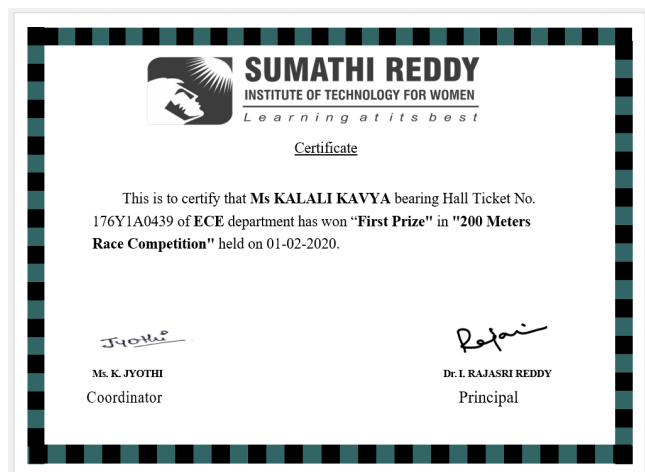 SUMATHI REDDY
INSTITUTE OF TECHNOLOGY FOR WOMEN
Learning at its best
Certificate
This is to certify that Ms KALALI KAVYA bearing Hall Ticket No.
176Y1A0439 of ECE department has won “First Prize" in "200 Meters
Race Competition" held on 01-02-2020.
Jyothi
Ms. K. JYOTHI
Coordinator
Dr. I. RAJASRI REDDY
Principal